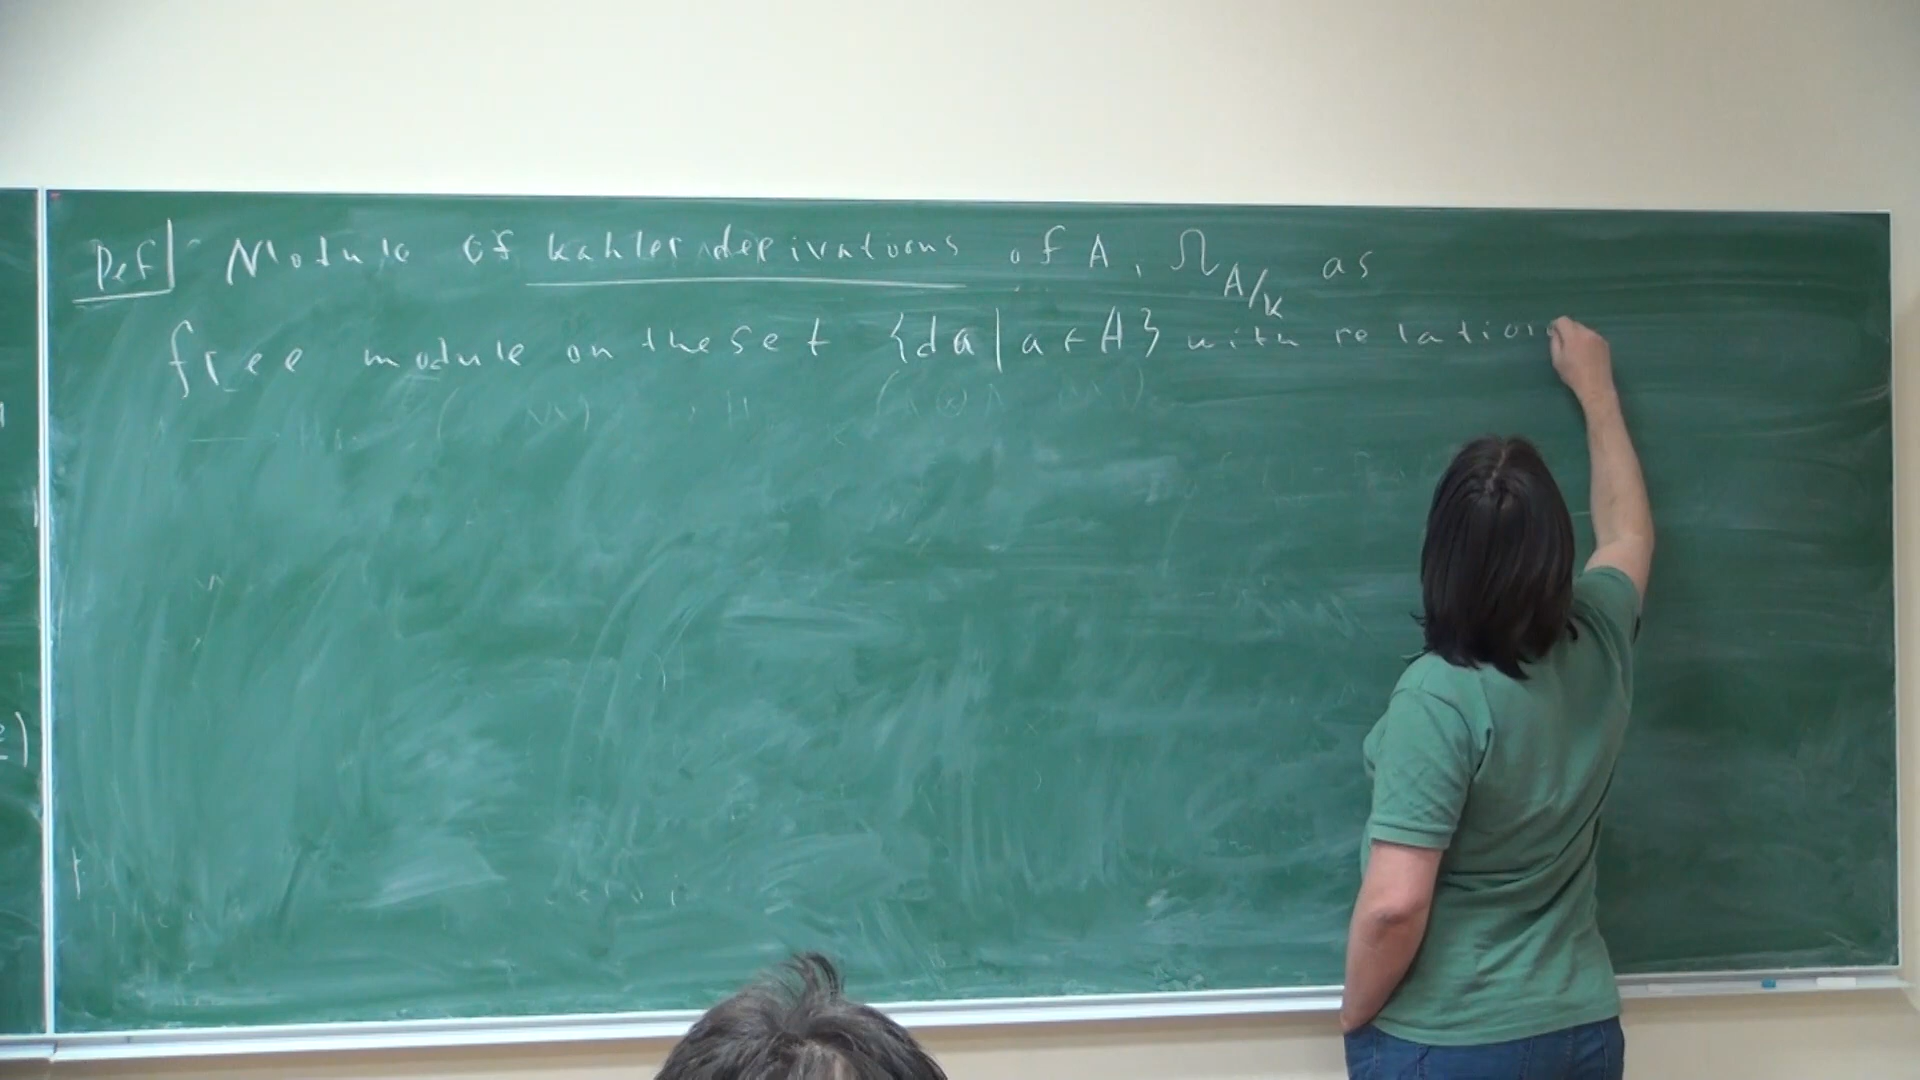 Def Module of kahler derivations of A, Ω_{A/k} as
free module on the set {da | a ∈ A} with relation